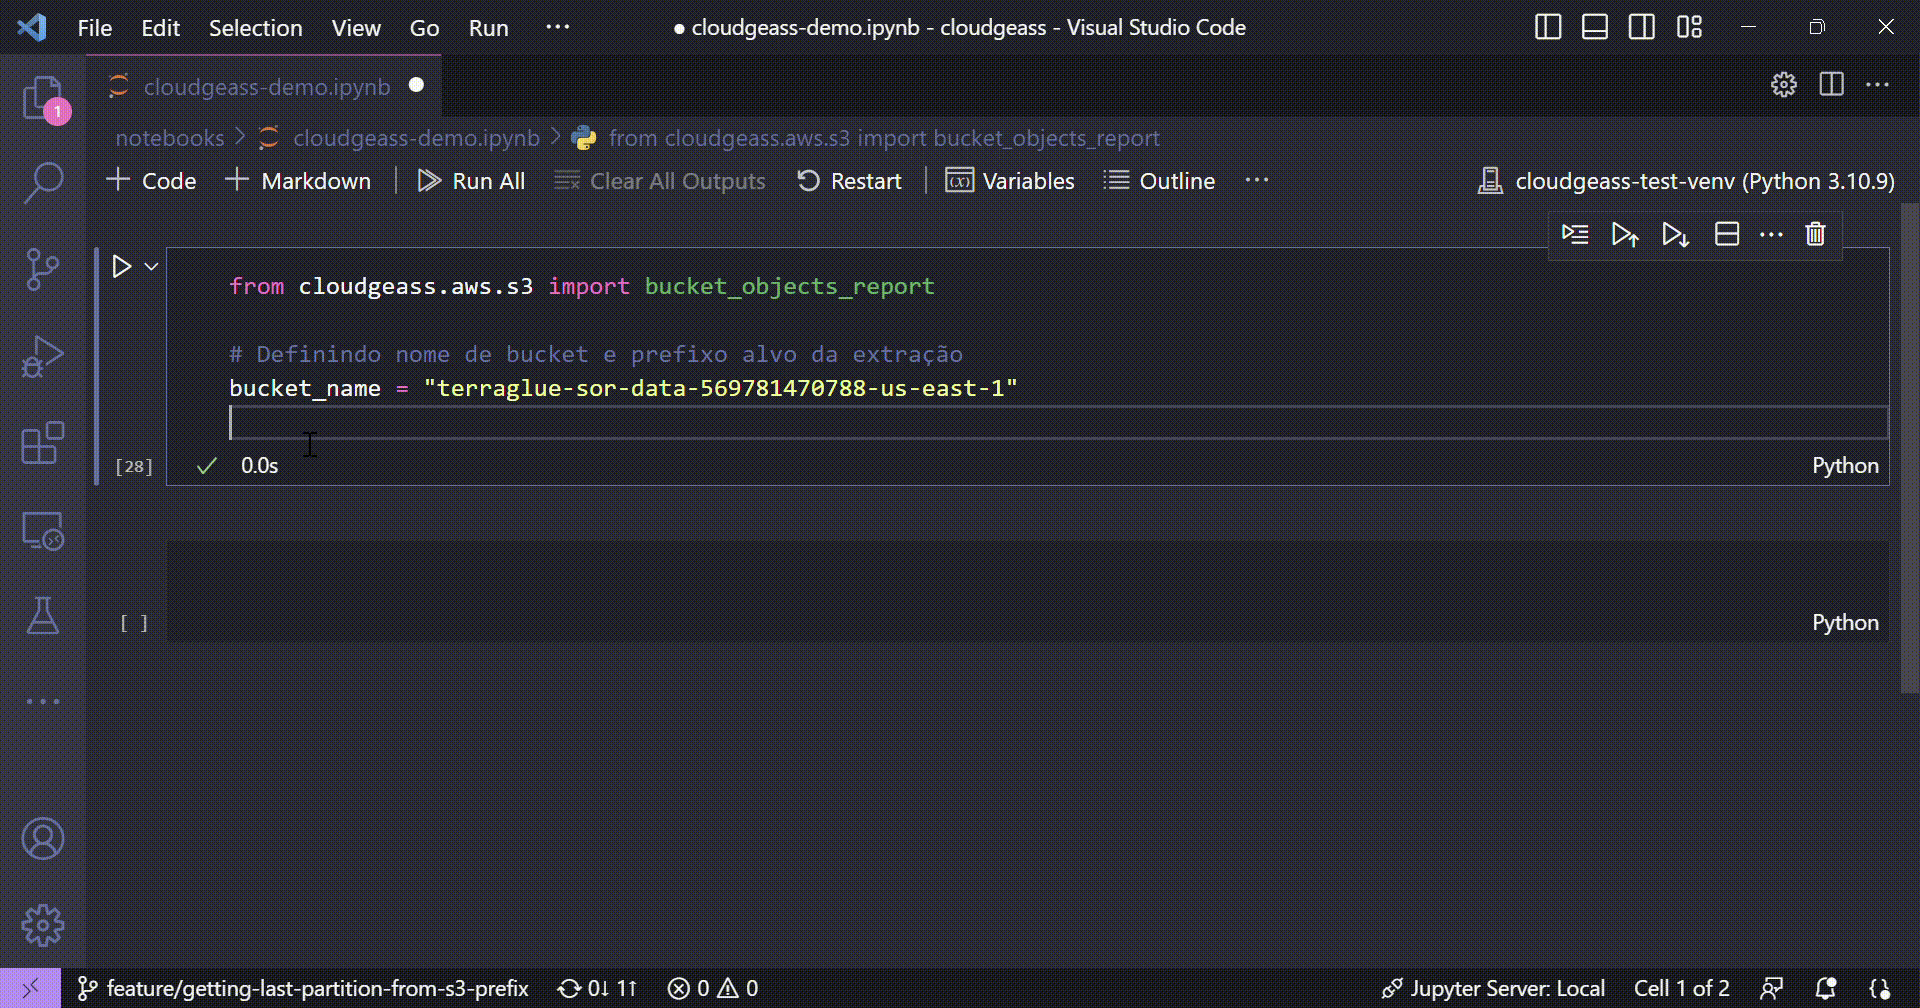 File Edit Selection View Go Run ··· ● cloudgeass-demo.ipynb - cloudgeass - Visual Studio Code
cloudgeass-demo.ipynb ●
1
notebooks > cloudgeass-demo.ipynb > from cloudgeass.aws.s3 import bucket_objects_report
+ Code + Markdown Run All Clear All Outputs Restart (x) Variables Outline ··· cloudgeass-test-venv (Python 3.10.9)
from cloudgeass.aws.s3 import bucket_objects_report
# Definindo nome de bucket e prefixo alvo da extração
bucket_name = "terraglue-sor-data-569781470788-us-east-1"
[28] ✓ 0.0s Python
[ ] Python
feature/getting-last-partition-from-s3-prefix 0↓ 1↑ 0 0 Jupyter Server: Local Cell 1 of 2